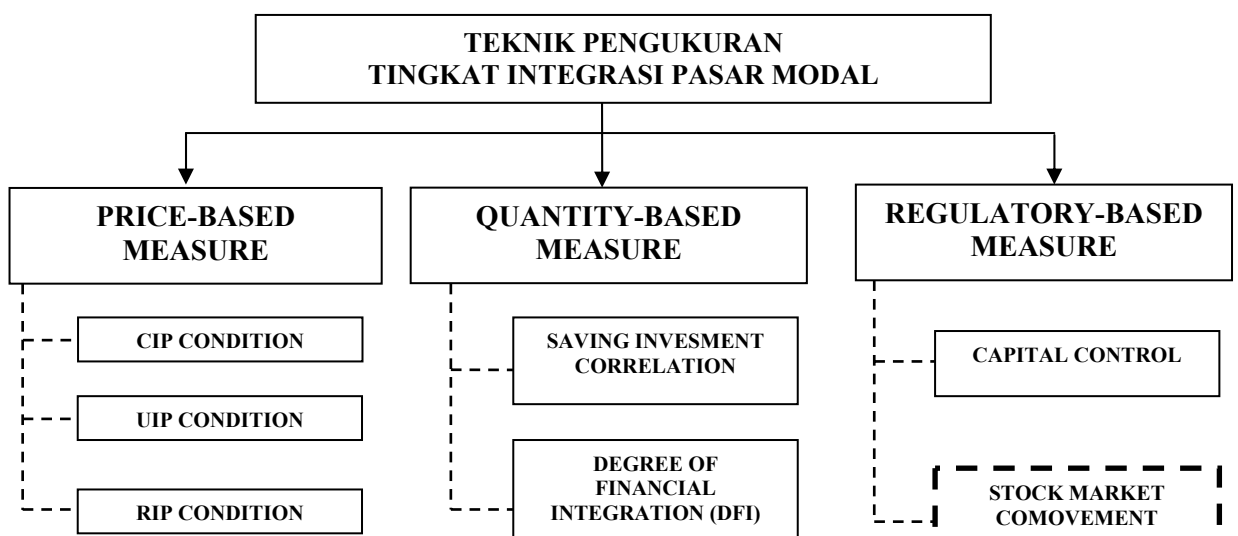 TEKNIK PENGUKURAN
TINGKAT INTEGRASI PASAR MODAL
PRICE-BASED
MEASURE
QUANTITY-BASED
MEASURE
REGULATORY-BASED
MEASURE
CIP CONDITION
UIP CONDITION
RIP CONDITION
SAVING INVESMENT
CORRELATION
DEGREE OF
FINANCIAL
INTEGRATION (DFI)
CAPITAL CONTROL
STOCK MARKET
COMOVEMENT